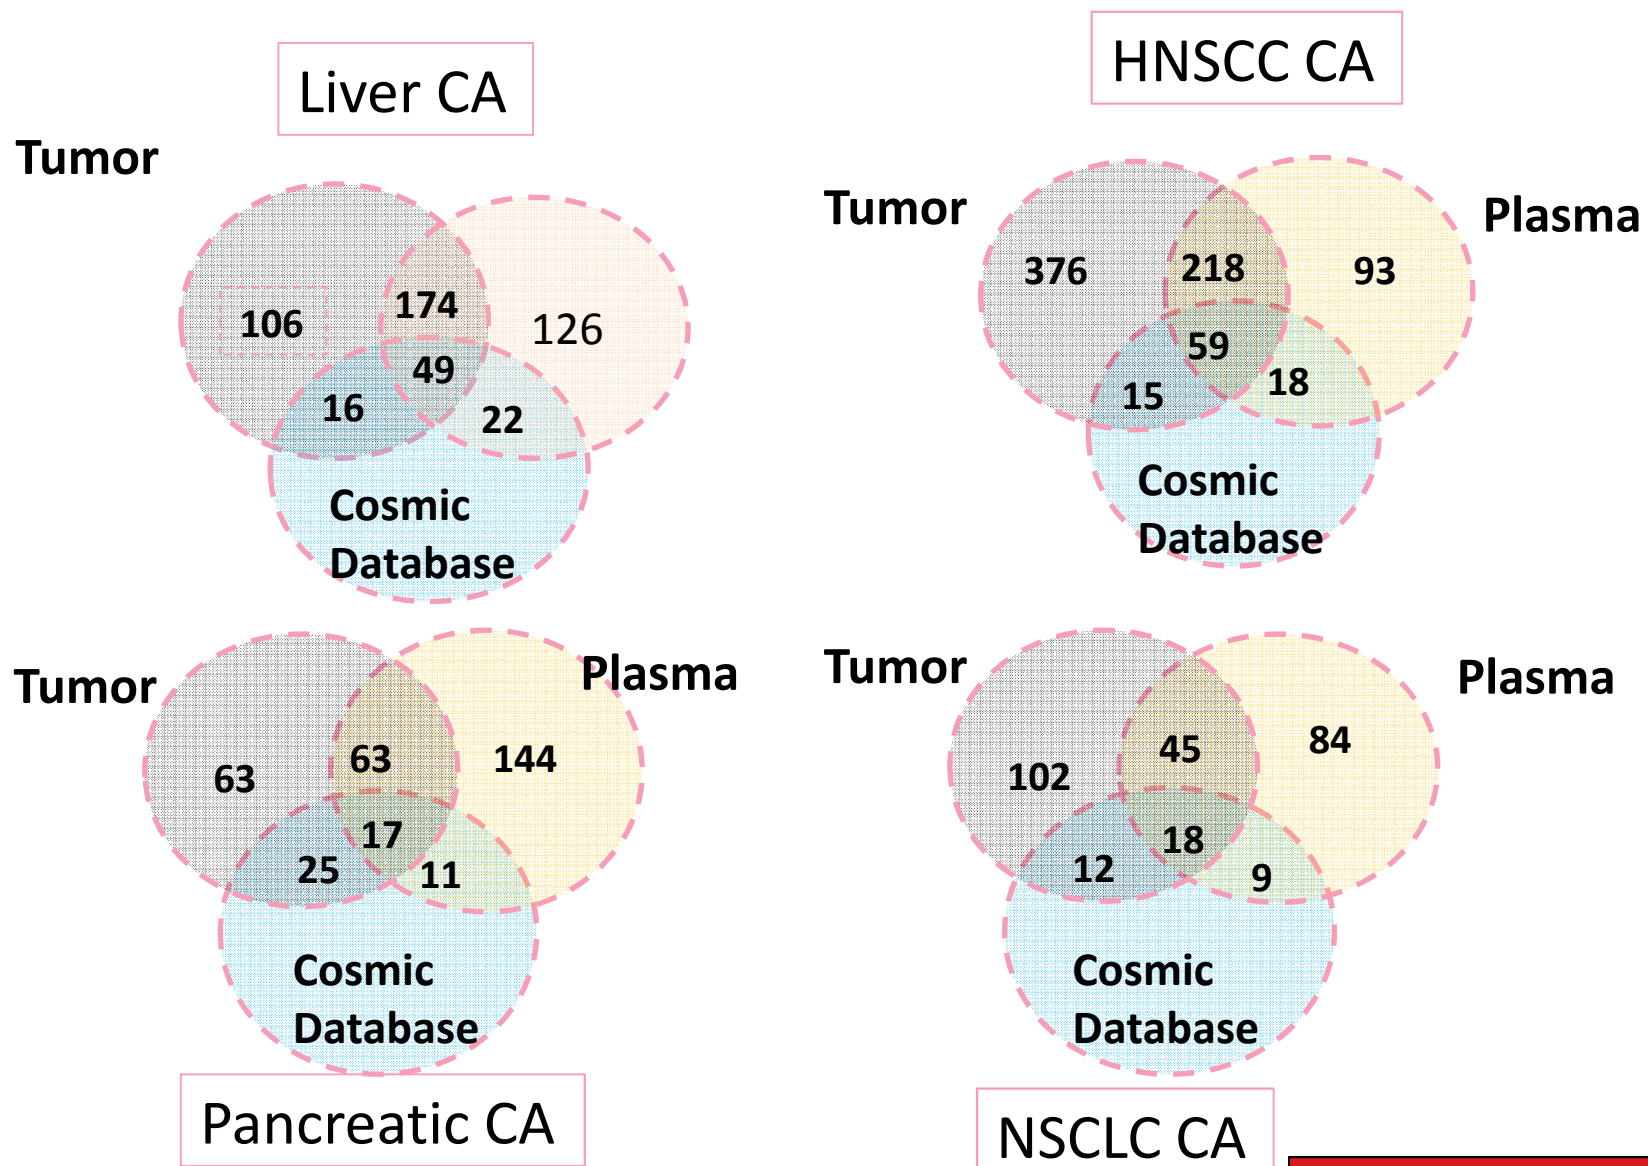 Liver CA
Tumor
106
174
126
49
16
22
Cosmic
Database
HNSCC CA
Tumor
Plasma
376
218
93
59
15
18
Cosmic
Database
Tumor
Plasma
63
63
144
17
25
11
Cosmic
Database
Pancreatic CA
Tumor
Plasma
102
45
84
18
12
9
Cosmic
Database
NSCLC CA